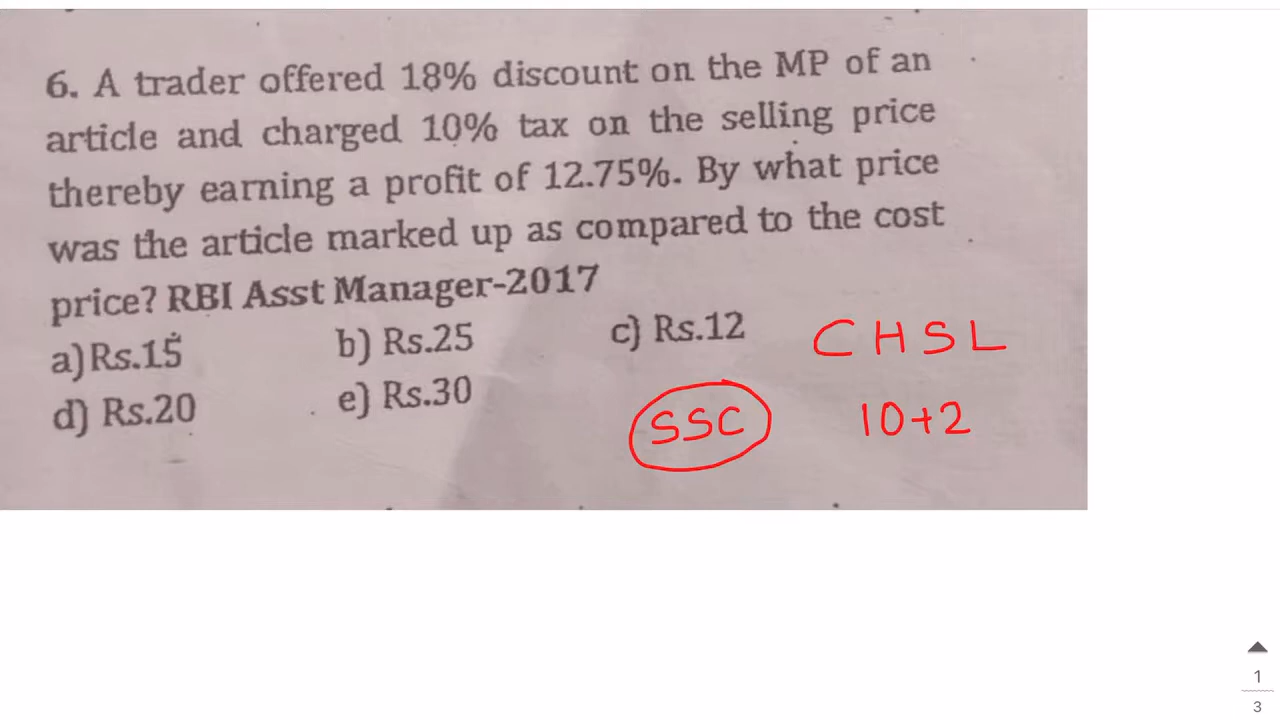 6. A trader offered 18% discount on the MP of an
article and charged 10% tax on the selling price
thereby earning a profit of 12.75%. By what price
was the article marked up as compared to the cost
price? RBI Asst Manager-2017
a)Rs.15 b) Rs.25 c) Rs.12
d) Rs.20 e) Rs.30
CHSL
SSC 10+2
1
3